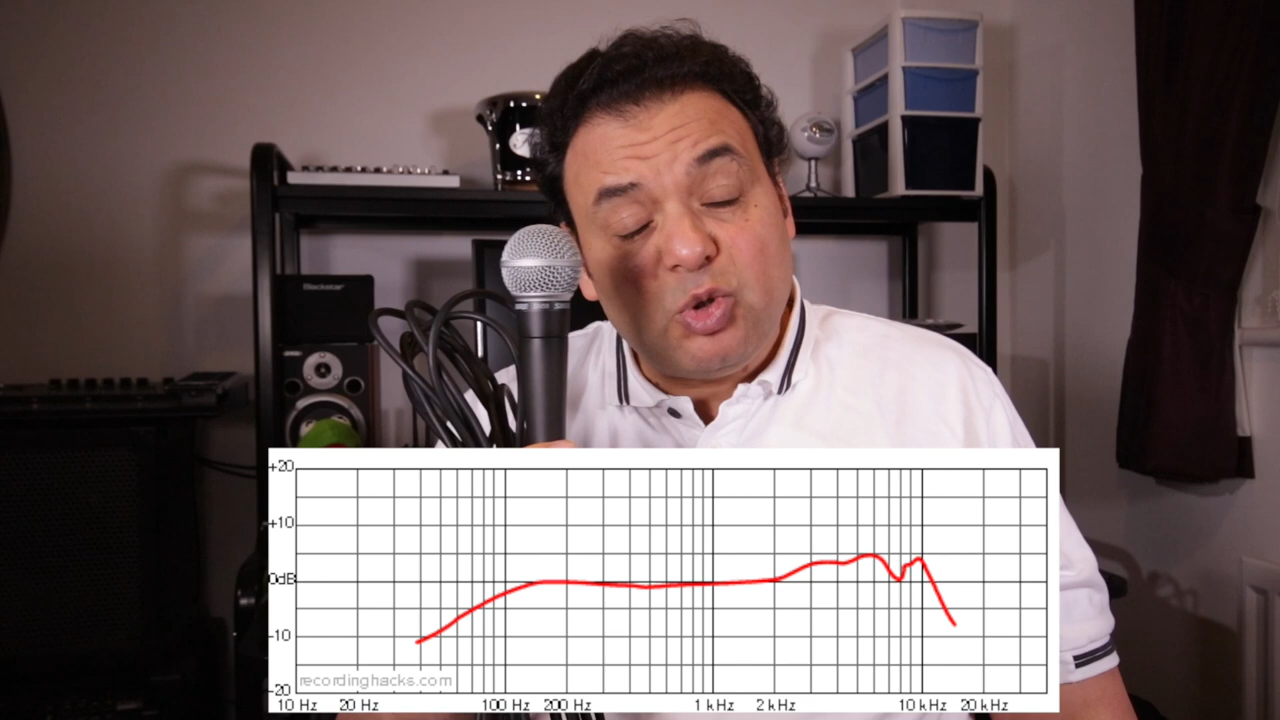 Blackstar
+20
+10
0dB
-10
-20
recordinghacks.com
10 Hz 20 Hz 100 Hz 200 Hz 1 kHz 2 kHz 10 kHz 20 kHz